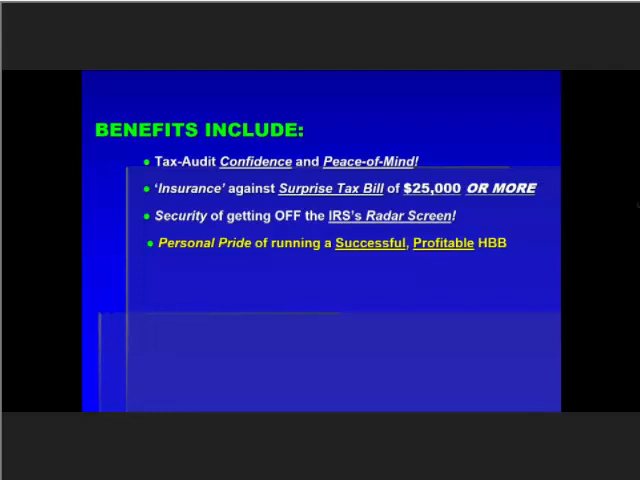 BENEFITS INCLUDE:
● Tax-Audit Confidence and Peace-of-Mind!
● ‘Insurance’ against Surprise Tax Bill of $25,000 OR MORE
● Security of getting OFF the IRS’s Radar Screen!
● Personal Pride of running a Successful, Profitable HBB